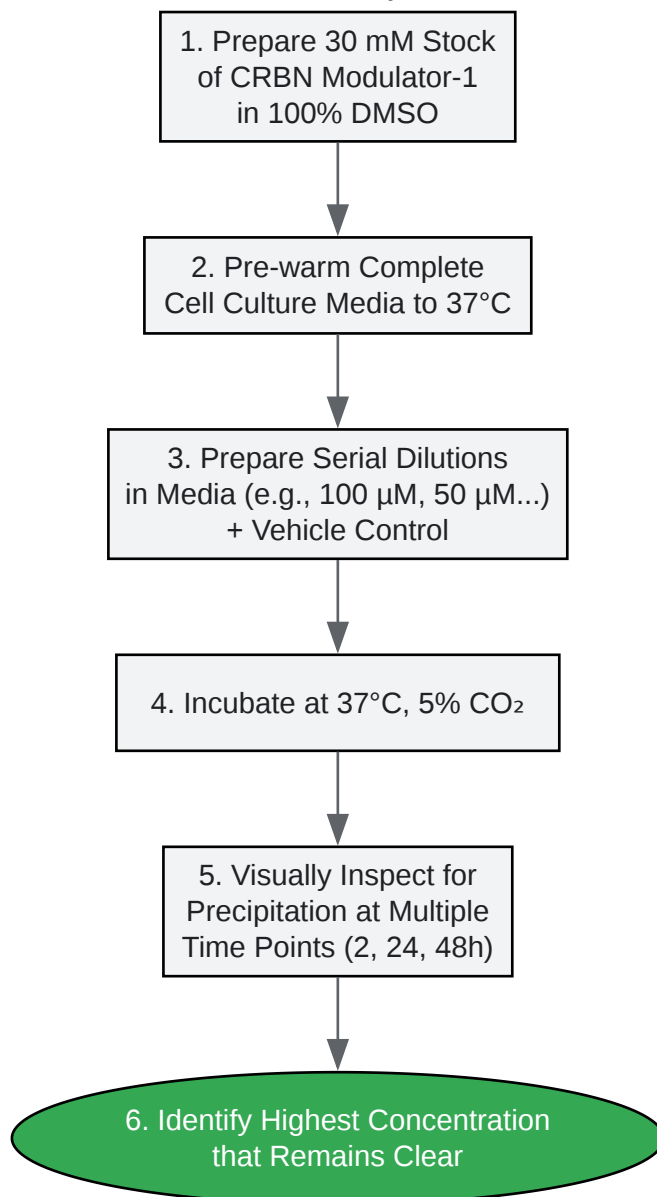 1. Prepare 30 mM Stock
of CRBN Modulator-1
in 100% DMSO
2. Pre-warm Complete
Cell Culture Media to 37°C
3. Prepare Serial Dilutions
in Media (e.g., 100 µM, 50 µM...)
+ Vehicle Control
4. Incubate at 37°C, 5% CO₂
5. Visually Inspect for
Precipitation at Multiple
Time Points (2, 24, 48h)
6. Identify Highest Concentration
that Remains Clear